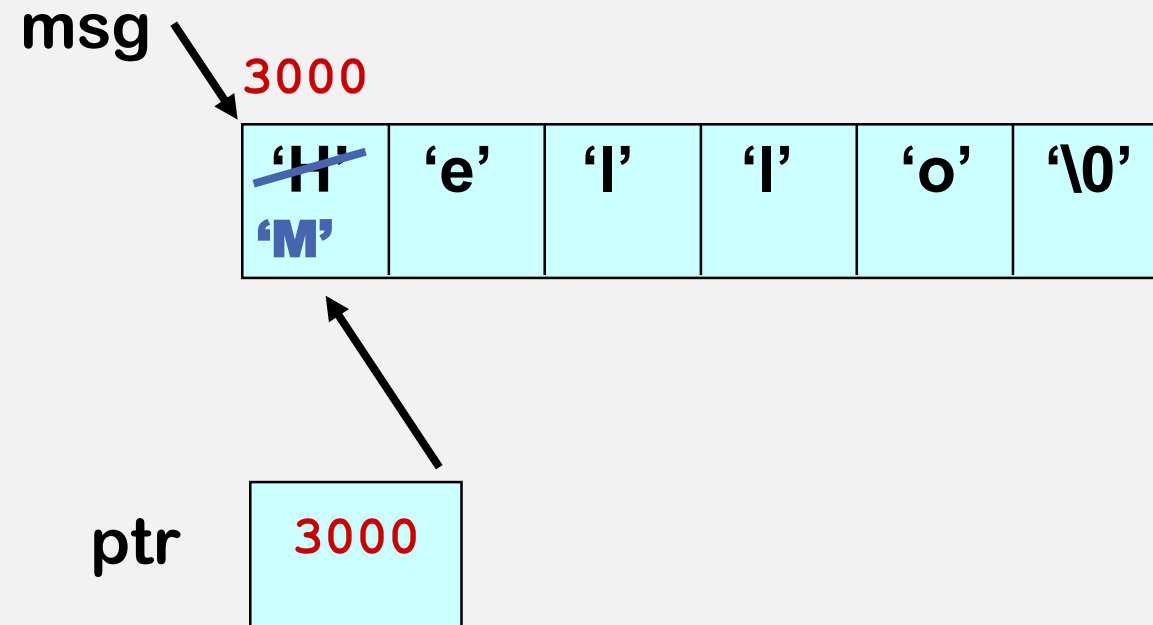 msg
3000
‘H’ ‘e’ ‘l’ ‘l’ ‘o’ ‘\0’
‘M’
ptr
3000